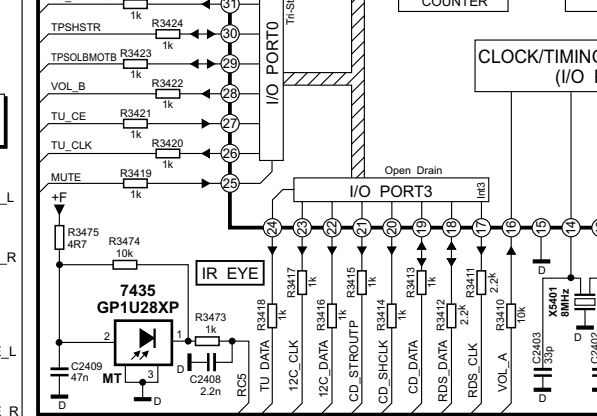 COUNTER
31
1k
Tri-St
TPSHSTR
R3424
1k
30
TPSOLBMOTB
R3423
1k
29
VOL_B
R3422
1k
28
TU_CE
R3421
1k
27
TU_CLK
R3420
1k
26
MUTE
R3419
1k
25
I/O PORT0
CLOCK/TIMING
(I/O
Open Drain
I/O PORT3
Int3
24
23
22
21
20
19
18
17
16
15
14
+F
R3475
4R7
R3474
10k
IR EYE
7435
GP1U28XP
2
1
3
MT
R3473
1k
C2409
47n
D
D
D
C2408
2.2n
RC5
R3418
1k
TU_DATA
R3417
1k
12C_CLK
R3416
1k
12C_DATA
R3415
1k
CD_STROUTP
R3414
1k
CD_SHCLK
R3413
1k
CD_DATA
R3412
2.2k
RDS_DATA
R3411
2.2k
RDS_CLK
R3410
10k
VOL_A
D
C2403
33p
D
X5401
8MHz
C2402
D
_L
_R
_L
_R